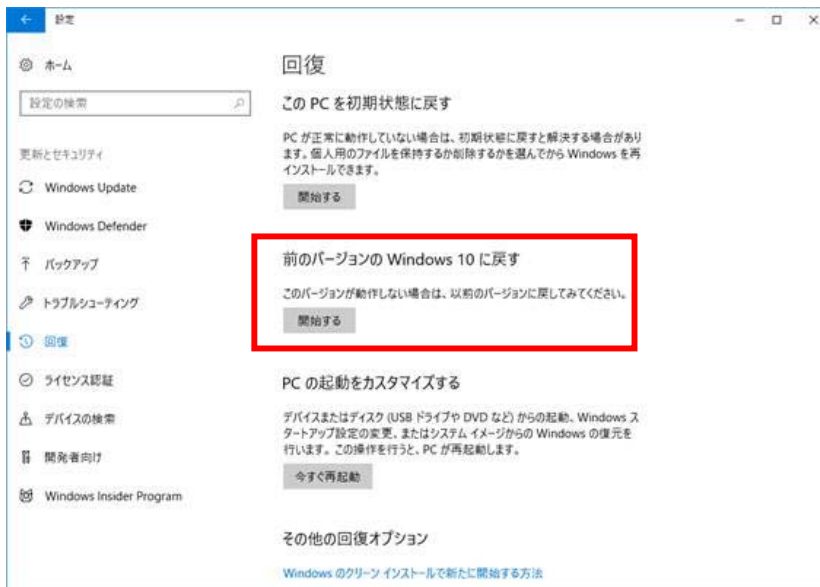 設定
ホーム
設定の検索
更新とセキュリティ
Windows Update
Windows Defender
バックアップ
トラブルシューティング
回復
ライセンス認証
デバイスの検索
開発者向け
Windows Insider Program
回復
この PC を初期状態に戻す
PC が正常に動作していない場合は、初期状態に戻すと解決する場合があり
ます。個人用のファイルを保持するか削除するかを選んでから Windows を再
インストールできます。
開始する
前のバージョンの Windows 10 に戻す
このバージョンが動作しない場合は、以前のバージョンに戻してみてください。
開始する
PC の起動をカスタマイズする
デバイスまたはディスク (USB ドライブや DVD など) からの起動、Windows ス
タートアップ設定の変更、またはシステム イメージからの Windows の復元を
行います。この操作を行うと、PC が再起動します。
今すぐ再起動
その他の回復オプション
Windows のクリーン インストールで新たに開始する方法